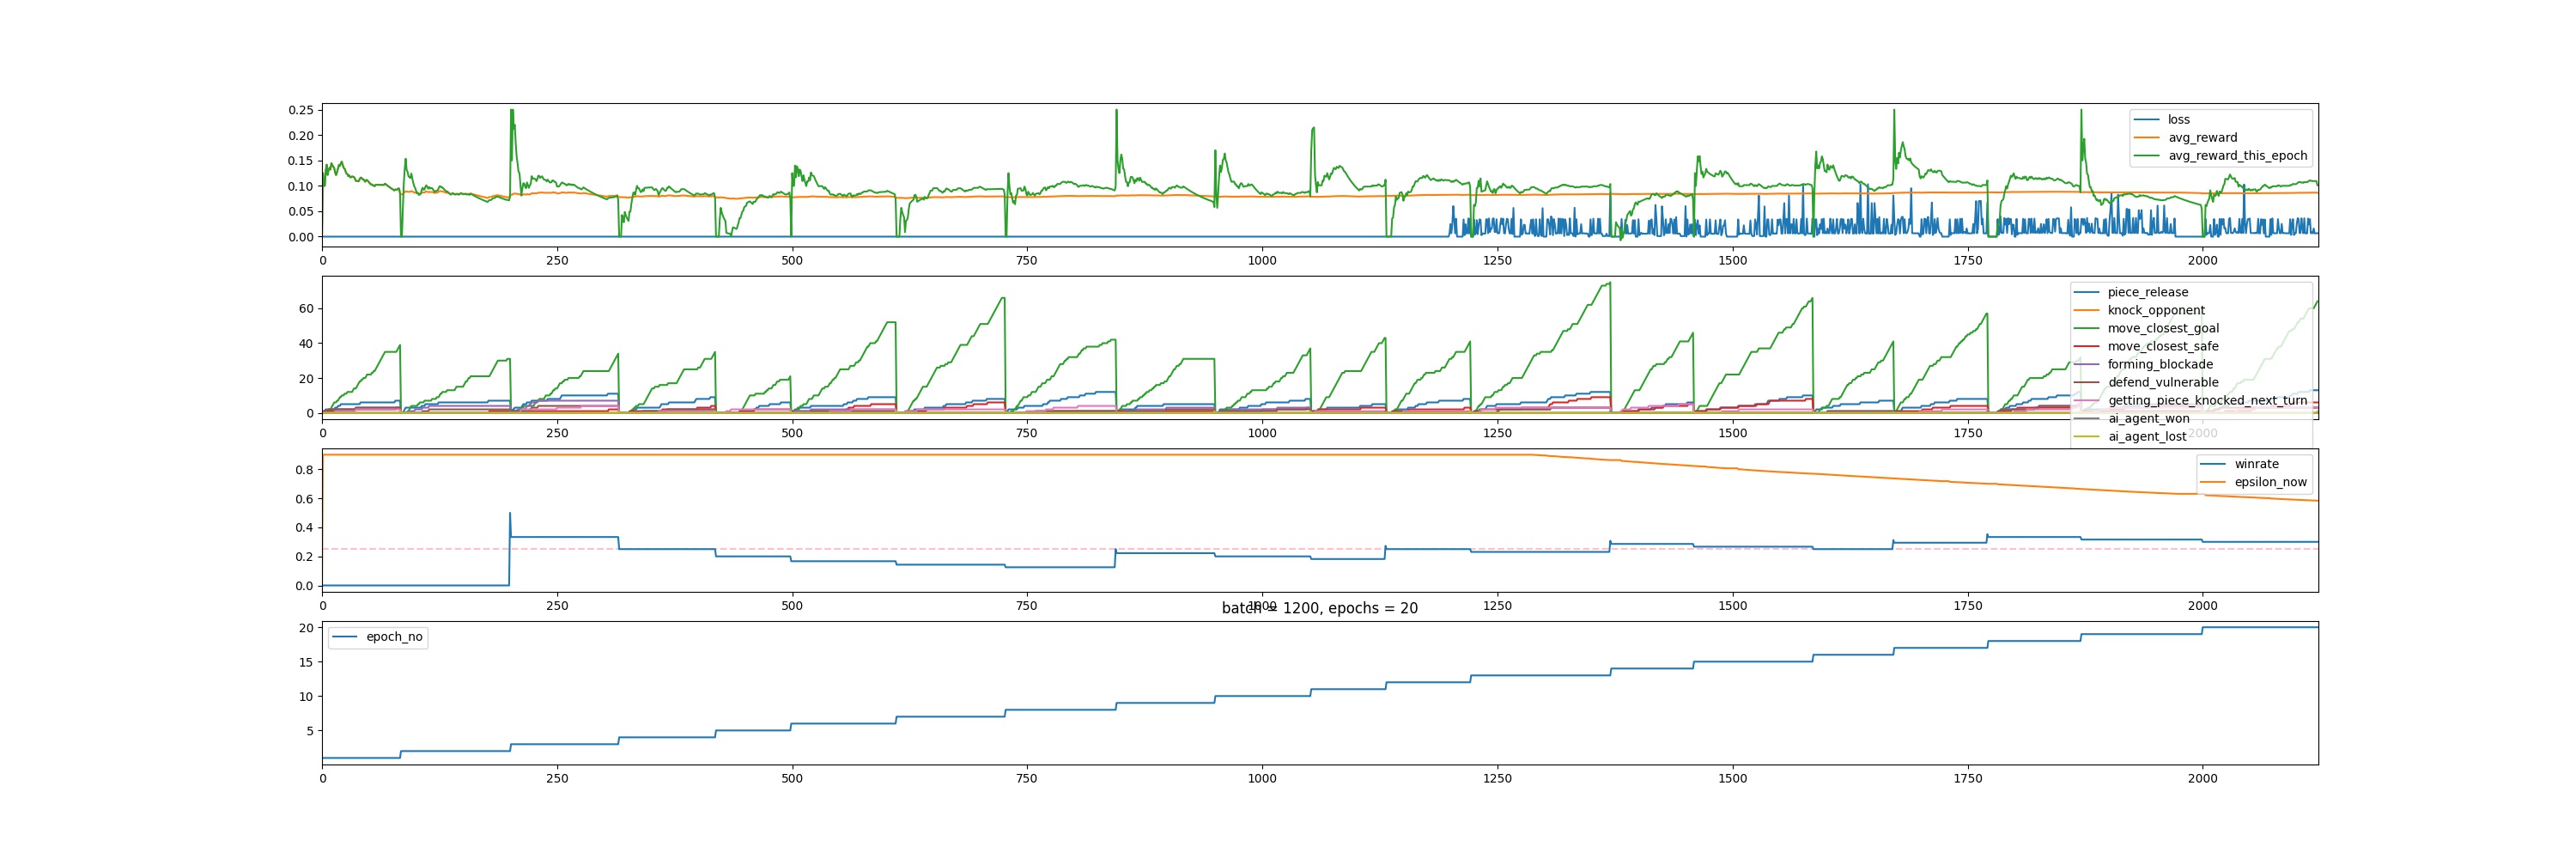 0.25
0.20
0.15
0.10
0.05
0.00
loss
avg_reward
avg_reward_this_epoch
0 250 500 750 1000 1250 1500 1750 2000
60
40
20
0
piece_release
knock_opponent
move_closest_goal
move_closest_safe
forming_blockade
defend_vulnerable
getting_piece_knocked_next_turn
ai_agent_won
ai_agent_lost
0 250 500 750 1000 1250 1500 1750 2000
0.8
0.6
0.4
0.2
0.0
winrate
epsilon_now
0 250 500 750 1000 1250 1500 1750 2000
batch = 1200, epochs = 20
20
15
10
5
epoch_no
0 250 500 750 1000 1250 1500 1750 2000